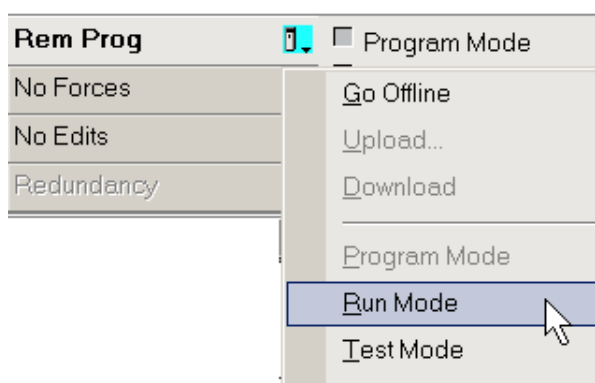 Rem Prog
Program Mode
No Forces
Go Offline
No Edits
Upload...
Redundancy
Download
Program Mode
Run Mode
Test Mode